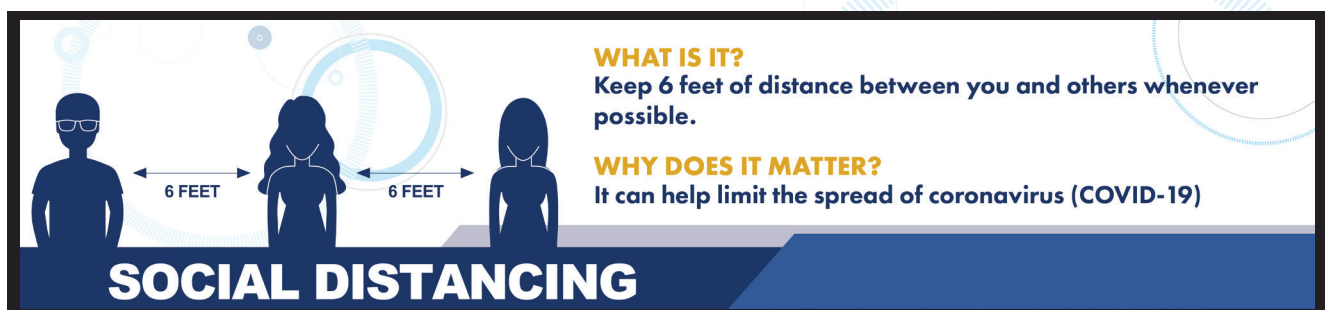 6 FEET
6 FEET
SOCIAL DISTANCING
WHAT IS IT?
Keep 6 feet of distance between you and others whenever
possible.
WHY DOES IT MATTER?
It can help limit the spread of coronavirus (COVID-19)